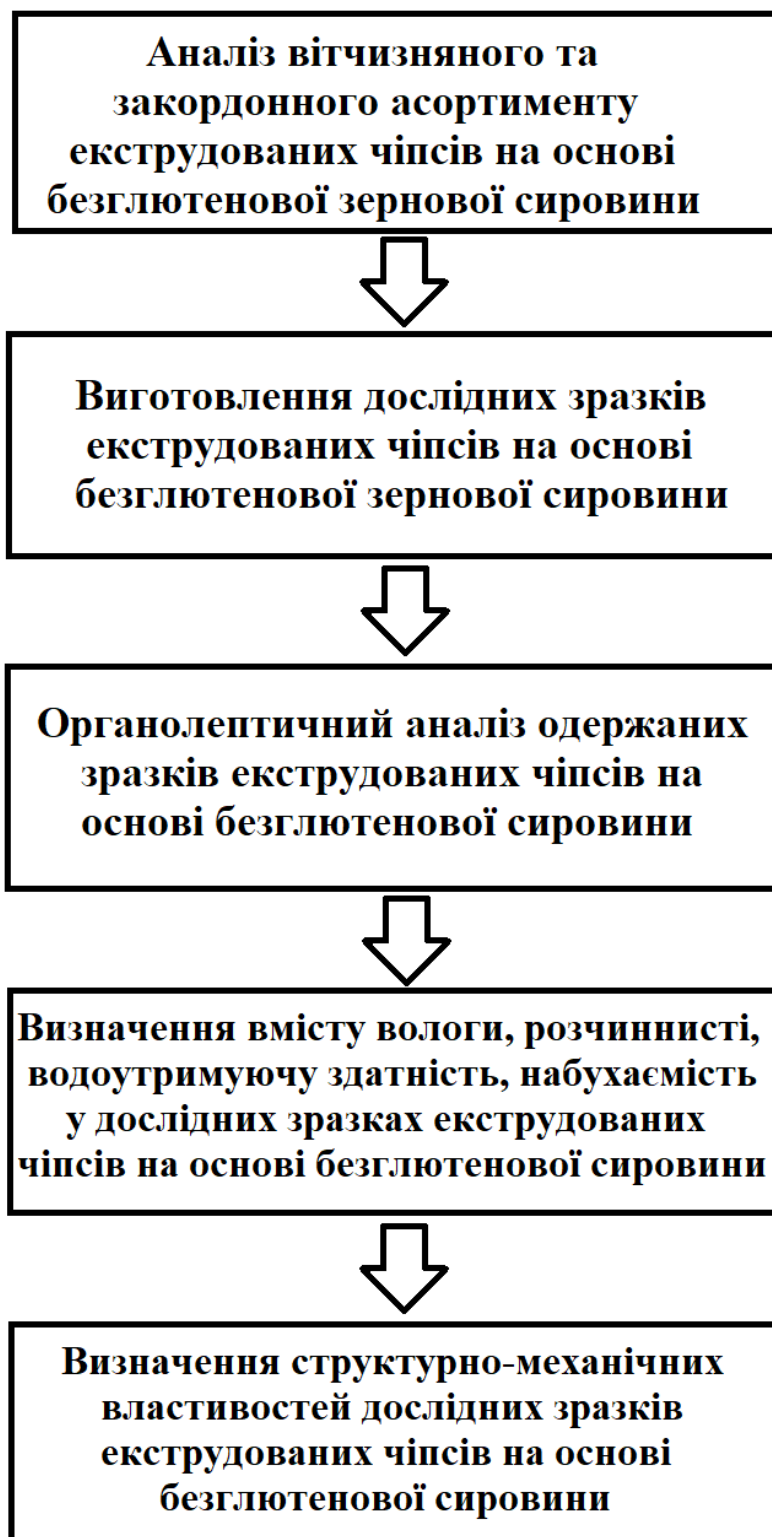 Аналіз вітчизняного та
закордонного асортименту
екструдованих чіпсів на основі
безглютенової зернової сировини
Виготовлення дослідних зразків
екструдованих чіпсів на основі
безглютенової зернової сировини
Органолептичний аналіз одержаних
зразків екструдованих чіпсів на
основі безглютенової сировини
Визначення вмісту вологи, розчинності,
водоутримуючу здатність, набухаємість
у дослідних зразках екструдованих
чіпсів на основі безглютенової сировини
Визначення структурно-механічних
властивостей дослідних зразків
екструдованих чіпсів на основі
безглютенової сировини